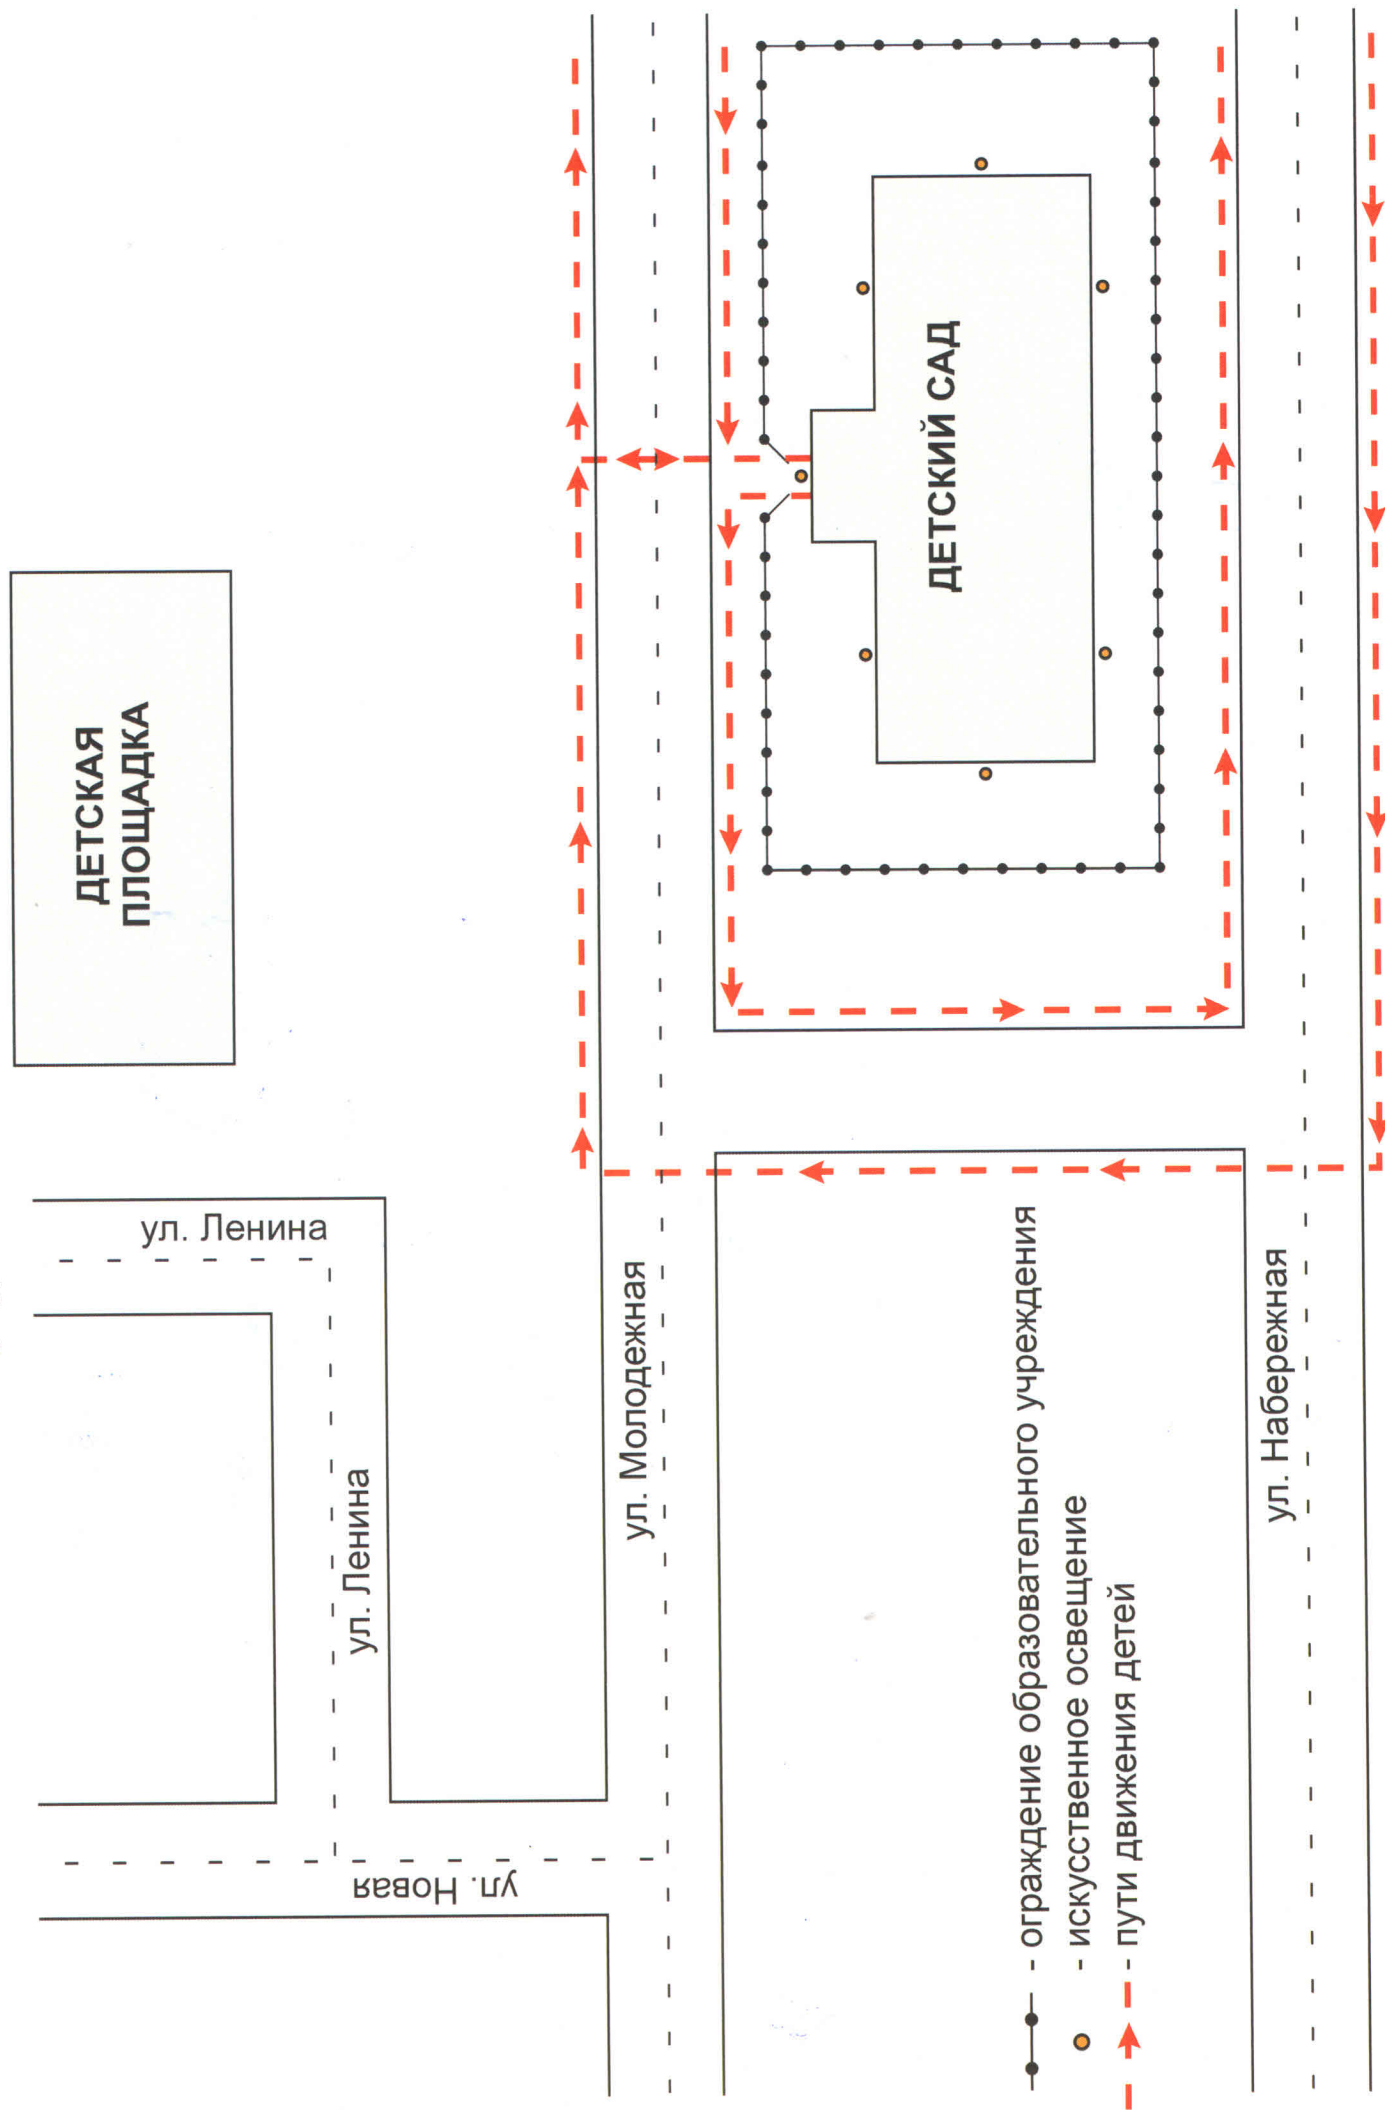 ДЕТСКАЯ
ПЛОЩАДКА
ул. Ленина
ул. Ленина
ул. Новая
ул. Молодежная
ДЕТСКИЙ САД
- ограждение образовательного учреждения
- искусственное освещение
- пути движения детей
ул. Набережная